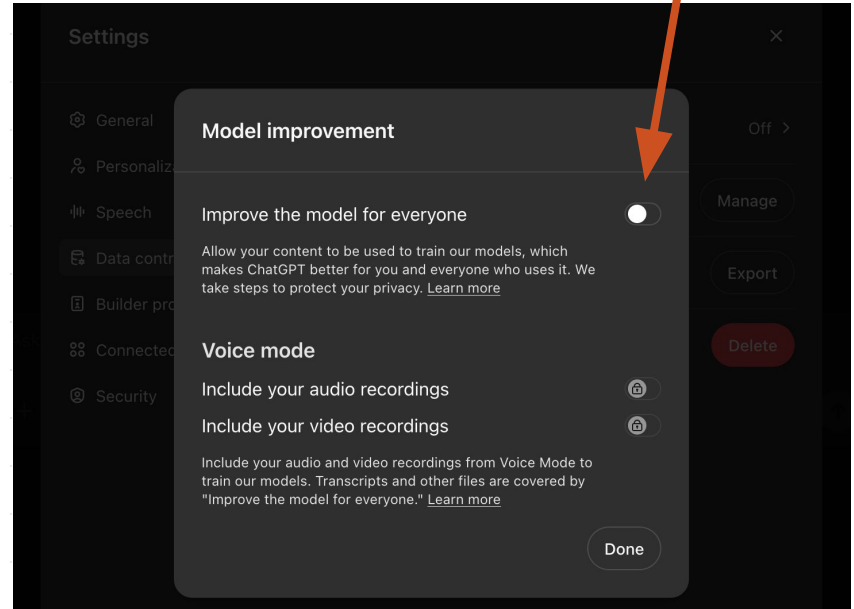 Settings
General
Personaliz
Speech
Data contr
Builder pro
Connected
Security
Off
Manage
Export
Delete
Model improvement
Improve the model for everyone
Allow your content to be used to train our models, which
makes ChatGPT better for you and everyone who uses it. We
take steps to protect your privacy. Learn more
Voice mode
Include your audio recordings
Include your video recordings
Include your audio and video recordings from Voice Mode to
train our models. Transcripts and other files are covered by
"Improve the model for everyone." Learn more
Done